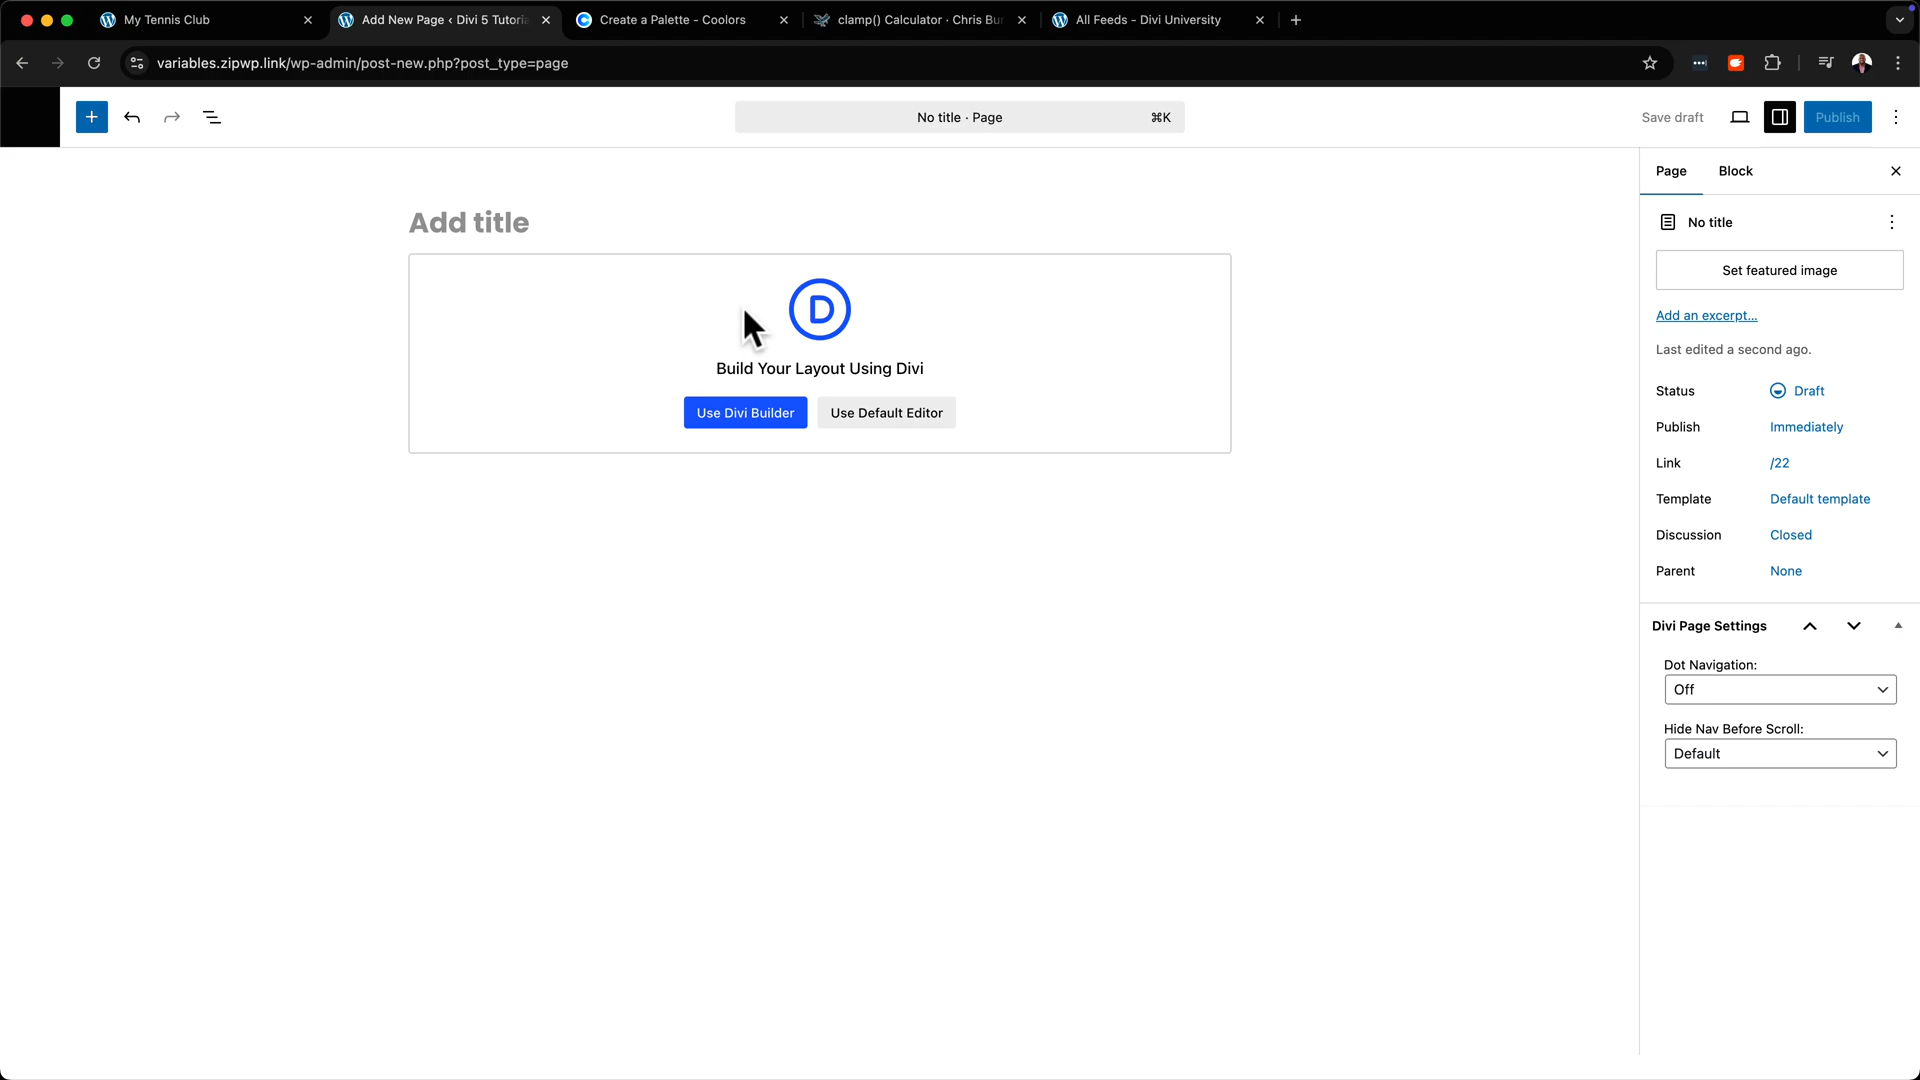 My Tennis Club
Add New Page ‹ Divi 5 Tutoria
Create a Palette - Coolors
clamp() Calculator · Chris Bur
All Feeds - Divi University
variables.zipwp.link/wp-admin/post-new.php?post_type=page
No title · Page
⌘K
Save draft
Publish
Page
Block
Add title
No title
Set featured image
D
Add an excerpt...
Last edited a second ago.
Build Your Layout Using Divi
Status
Draft
Use Divi Builder
Use Default Editor
Publish
Immediately
Link
/22
Template
Default template
Discussion
Closed
Parent
None
Divi Page Settings
Dot Navigation:
Off
Hide Nav Before Scroll:
Default